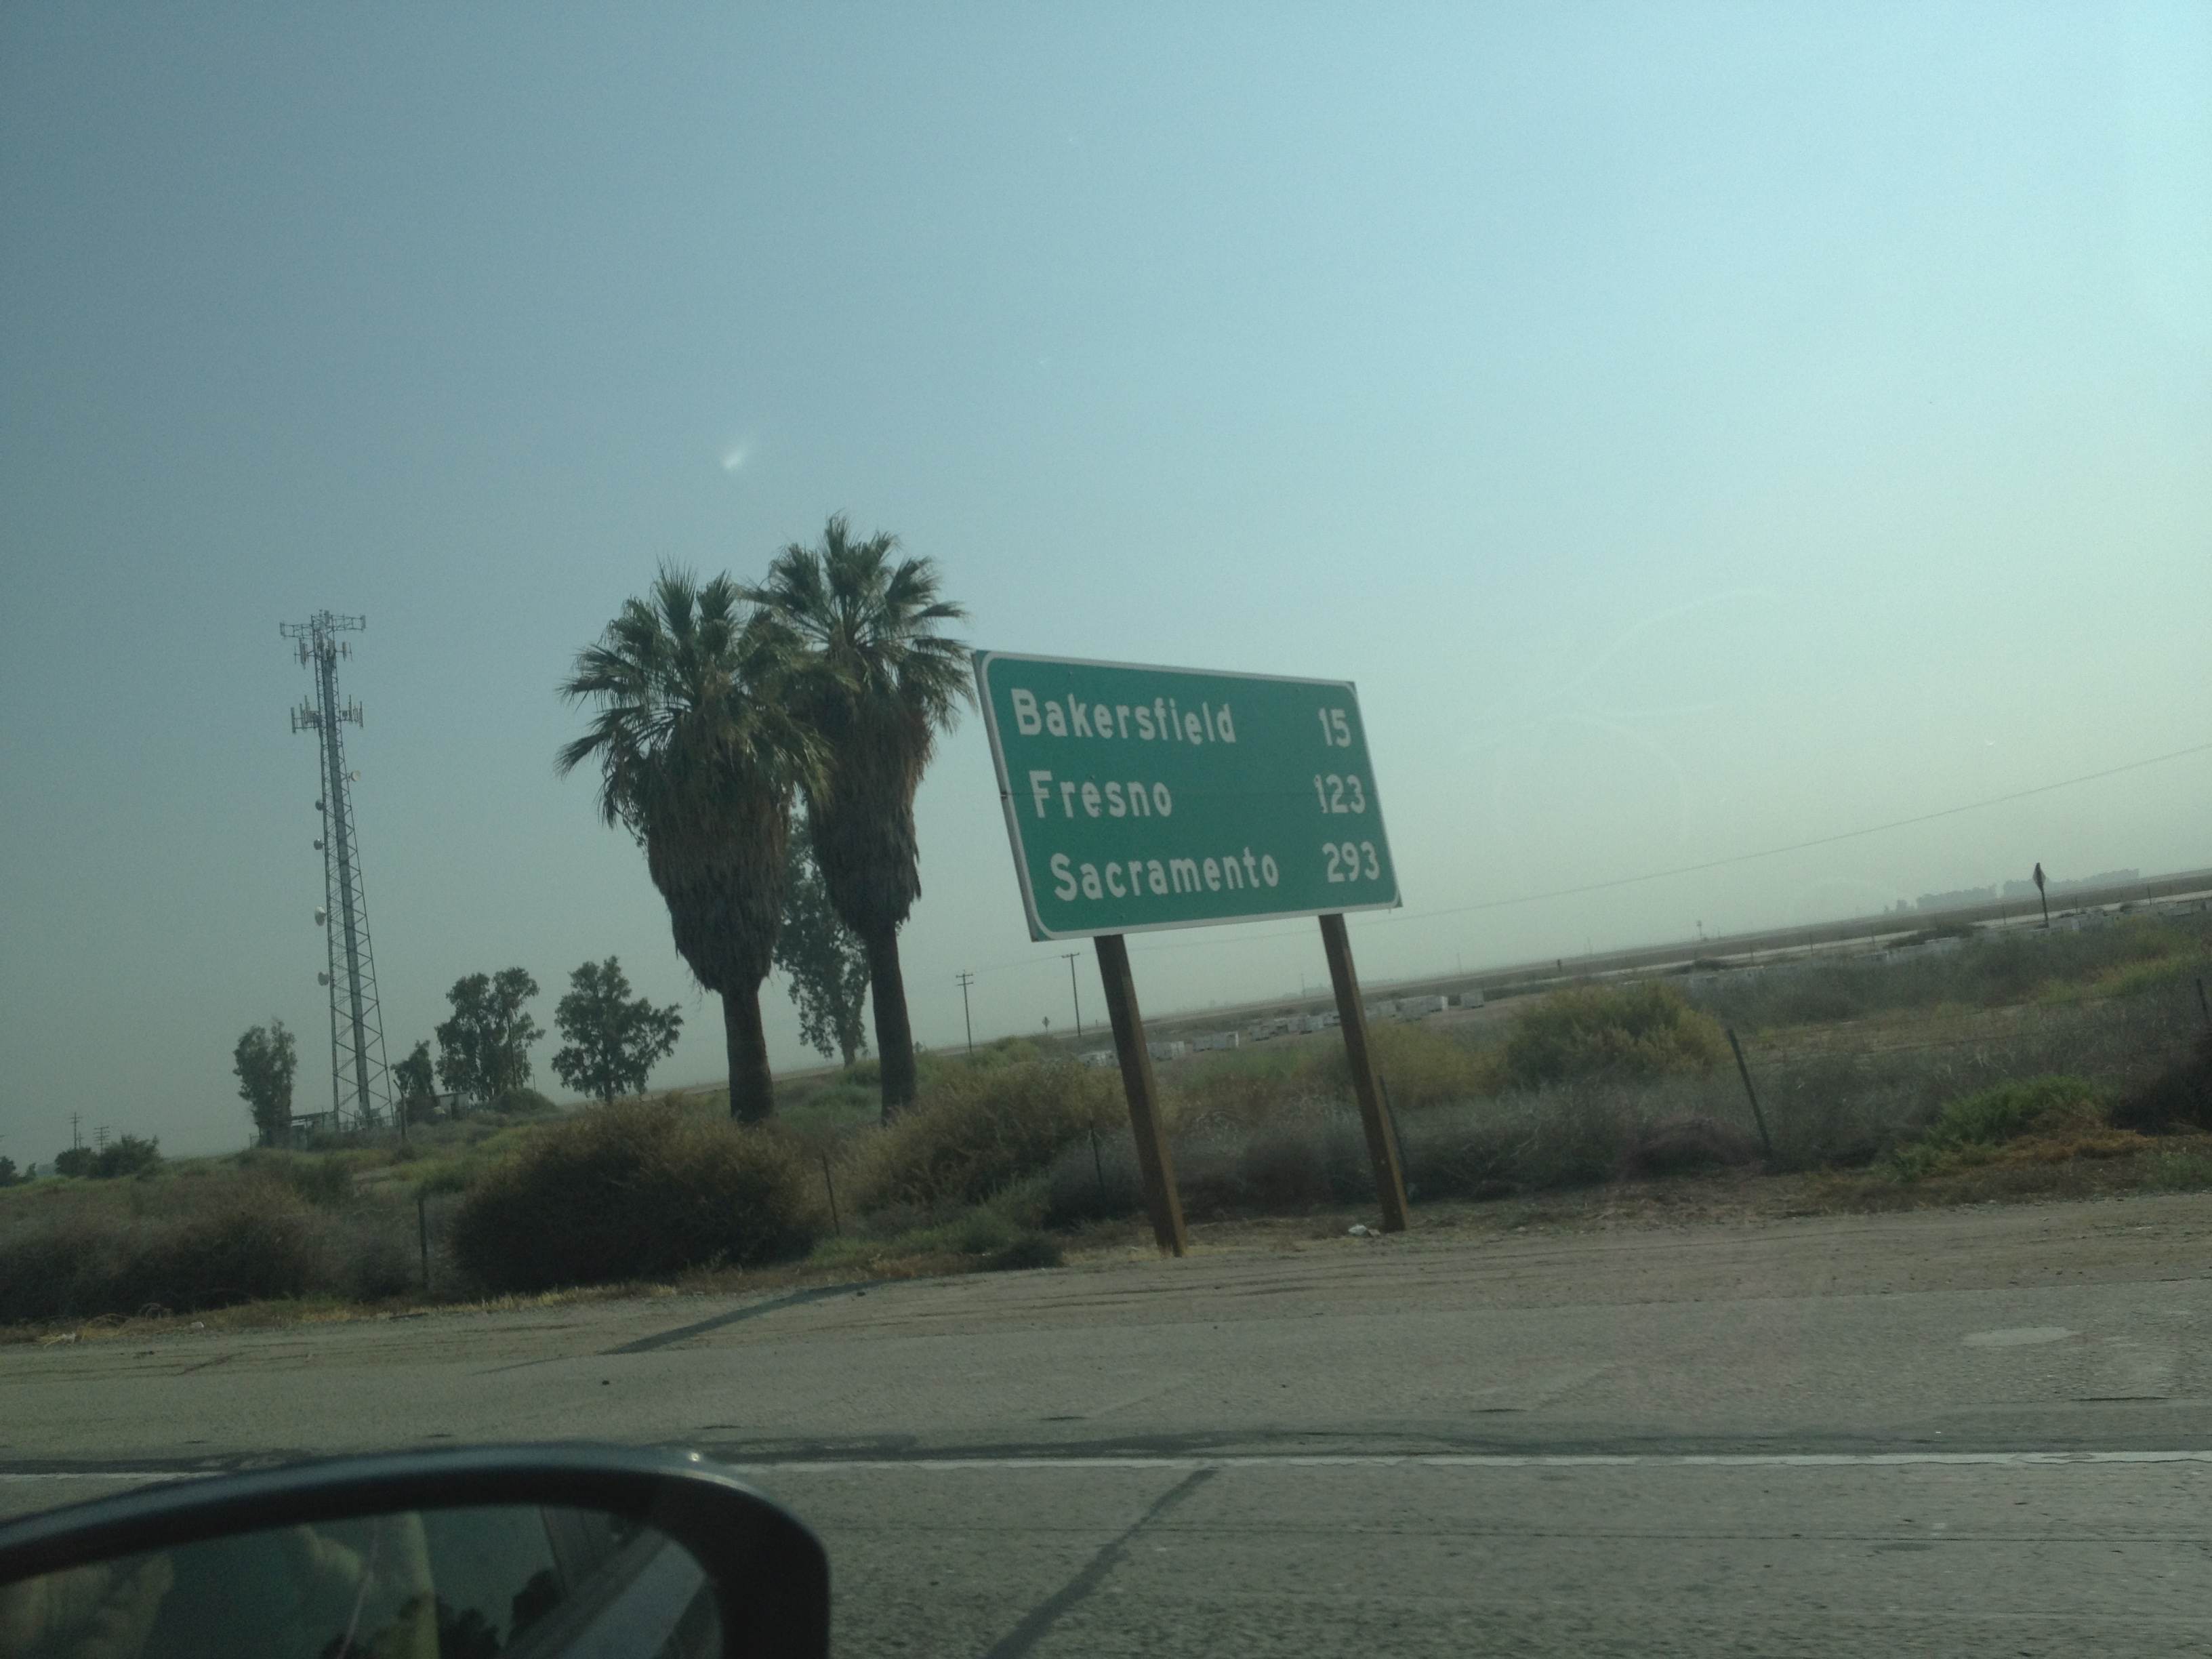 Bakersfield 15
Fresno 123
Sacramento 293